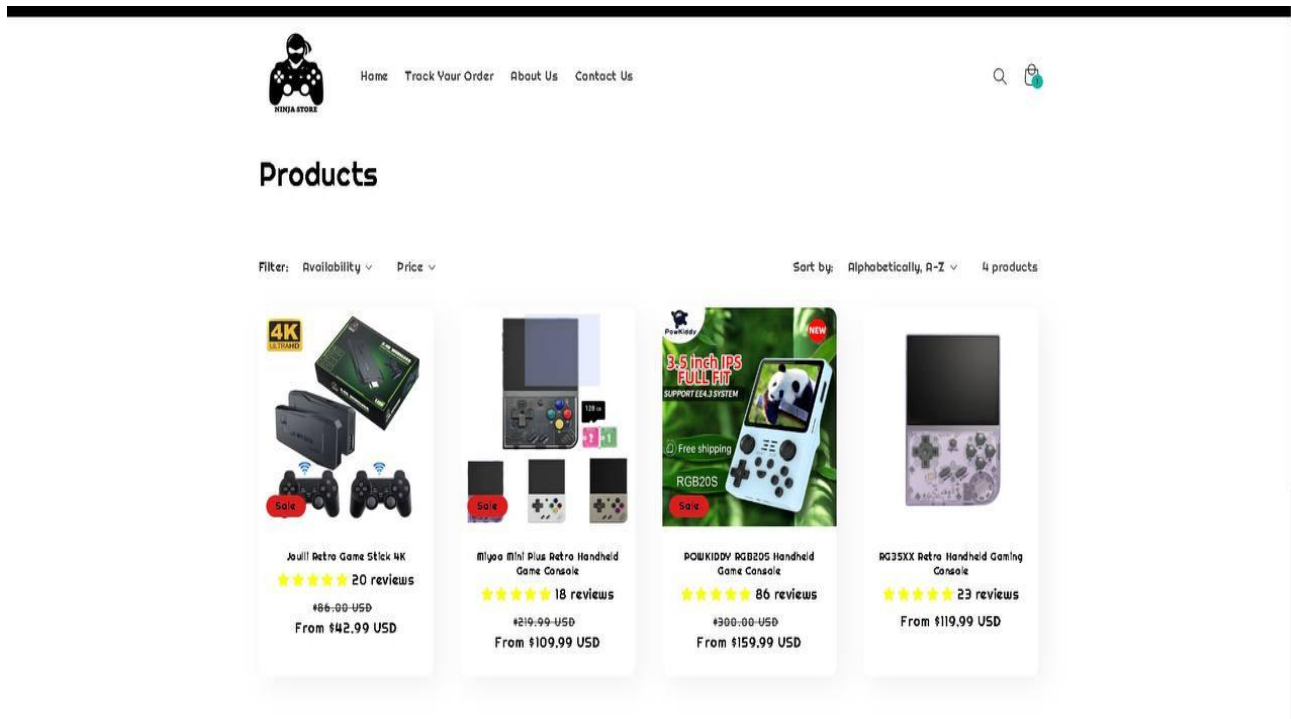 NINJA STORE
Home Track Your Order About Us Contact Us
Products
Filter: Availability Price
Sort by: Alphabetically, A-Z 4 products
4K
ULTRAHD
Sale
Joulli Retro Game Stick 4K
20 reviews
$86.00 USD
From $42.99 USD
128 GB
Sale
Miyoo Mini Plus Retro Handheld
Game Console
18 reviews
$219.99 USD
From $109.99 USD
PowKiddy
NEW
3.5 inch IPS
FULL FIT
SUPPORT EE4.3 SYSTEM
Free shipping
RGB20S
Sale
POWKIDDY RGB20S Handheld
Game Console
86 reviews
$300.00 USD
From $159.99 USD
RG35XX Retro Handheld Gaming
Console
23 reviews
From $119.99 USD